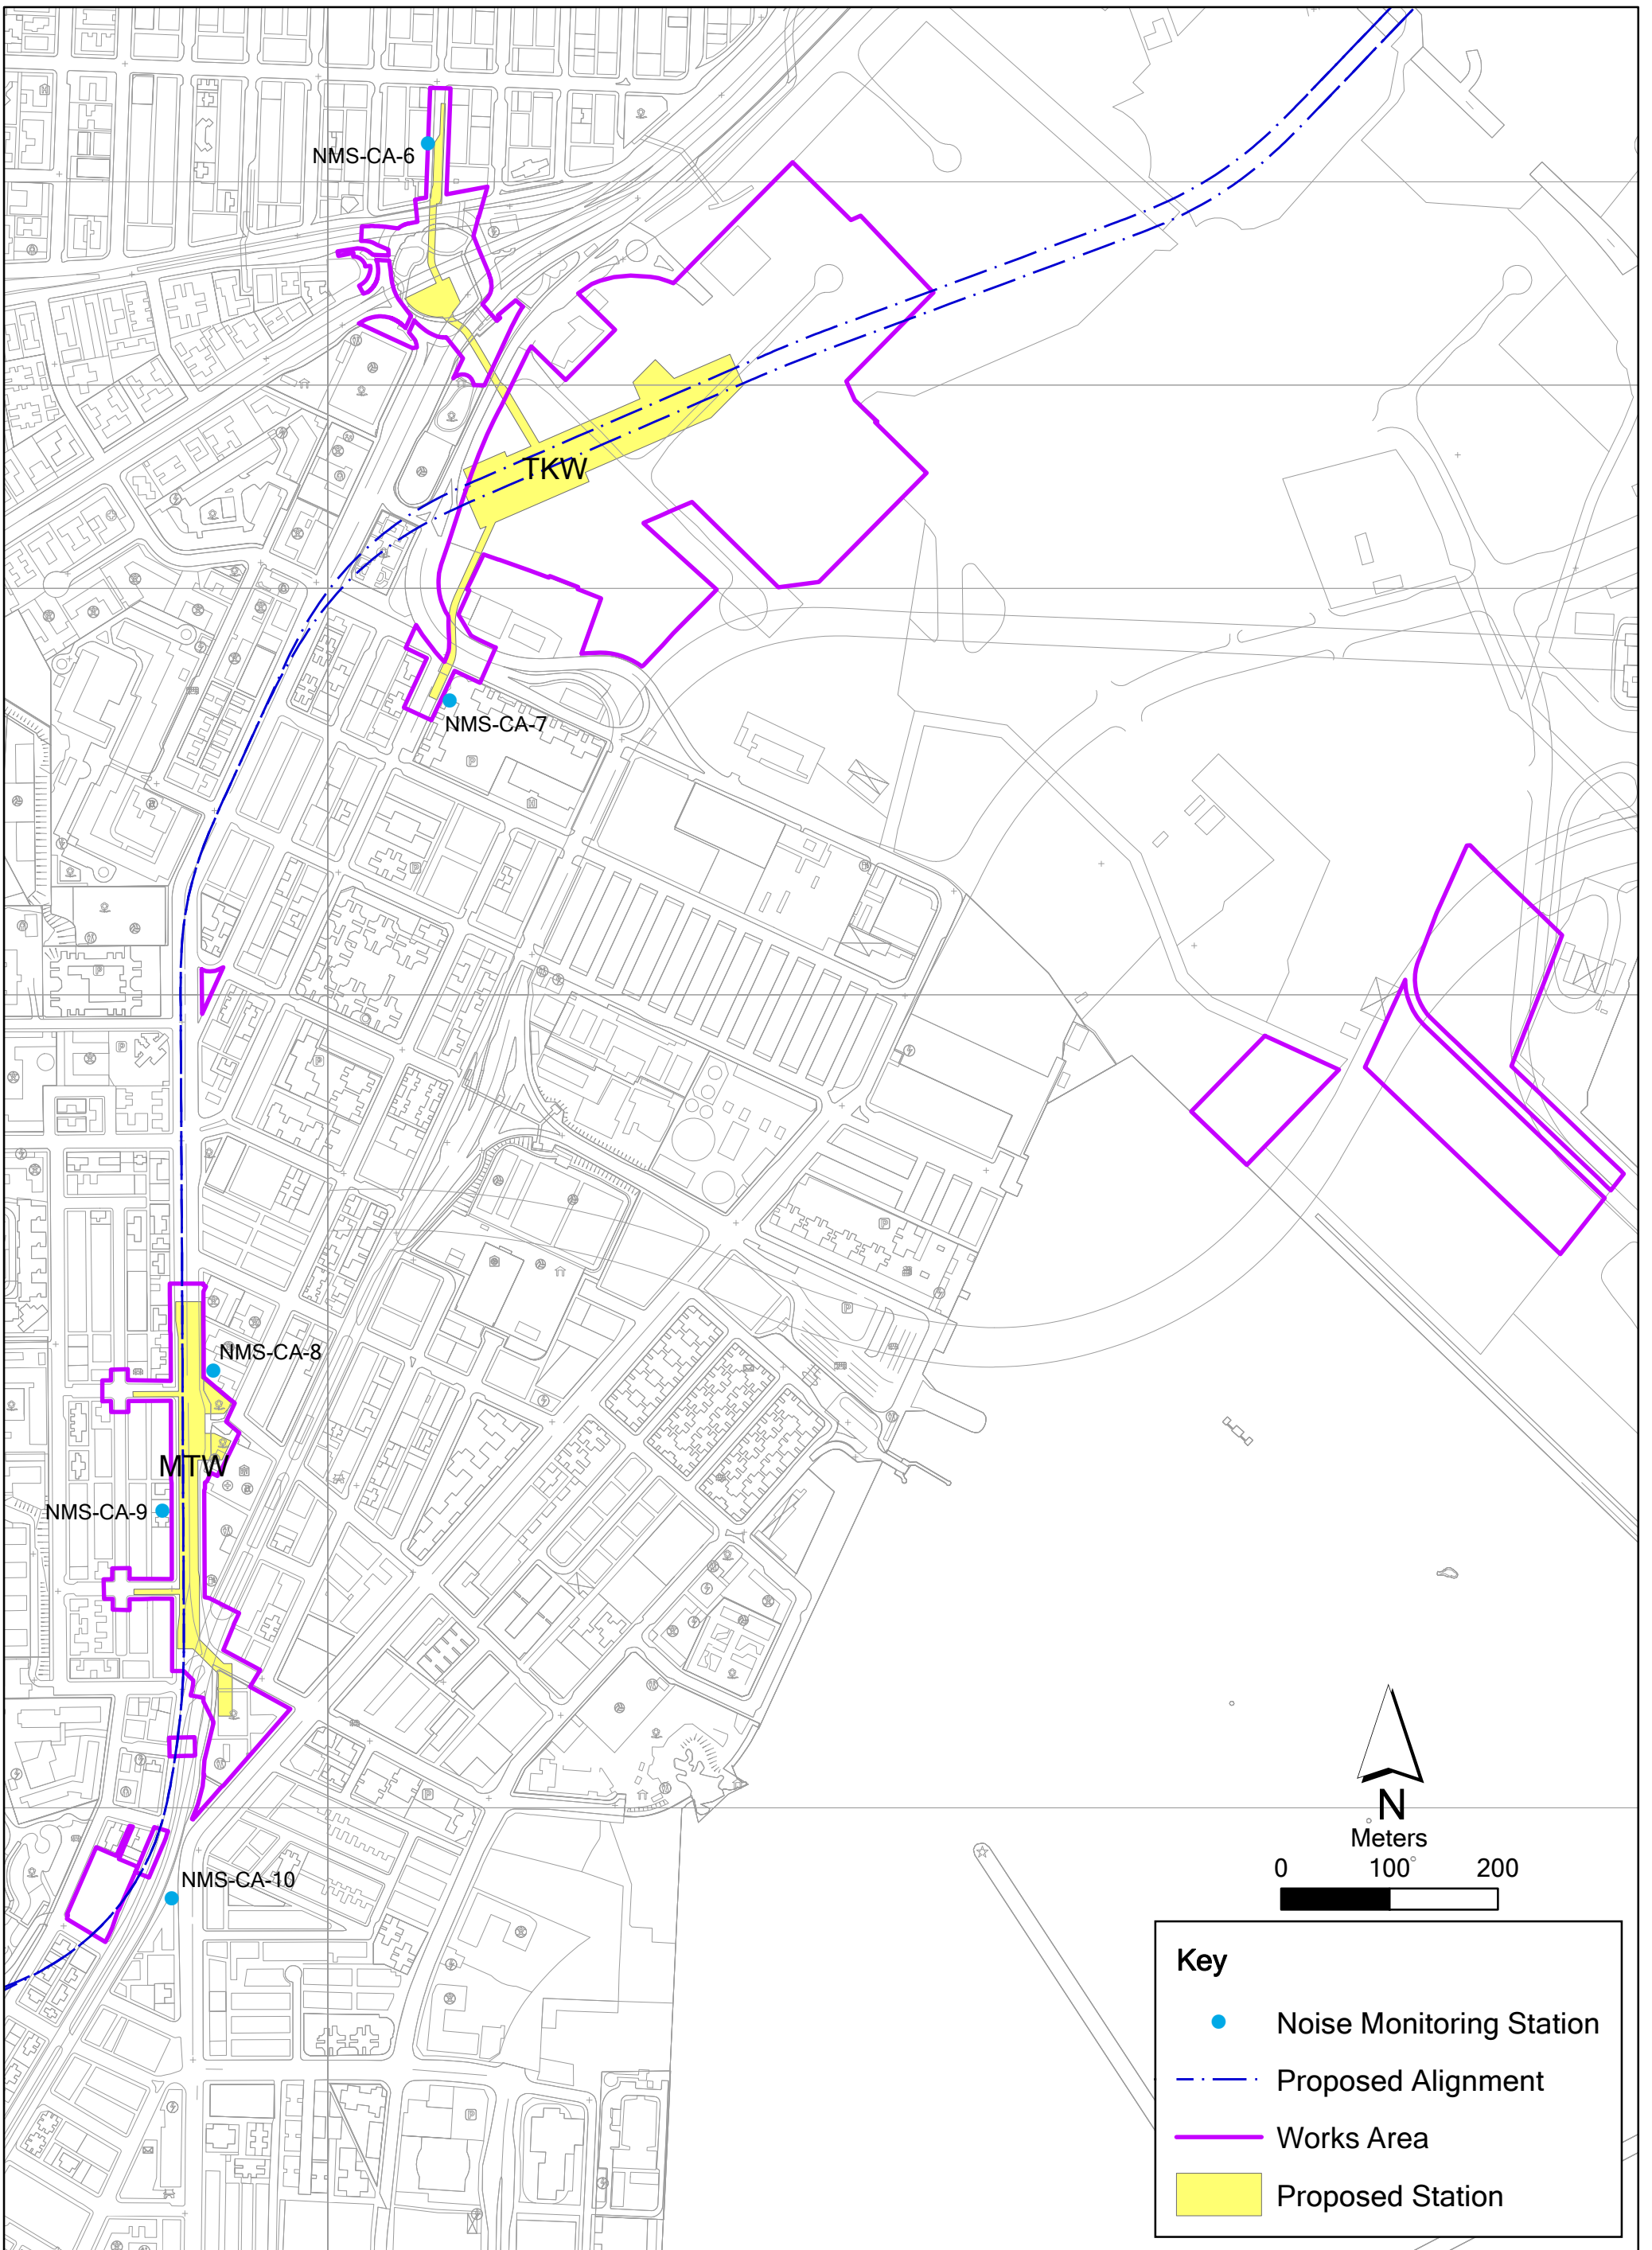 NMS-CA-6
TKW
NMS-CA-7
NMS-CA-8
MTW
NMS-CA-9
NMS-CA-10
N
Meters
0 100 200
Key
Noise Monitoring Station
Proposed Alignment
Works Area
Proposed Station